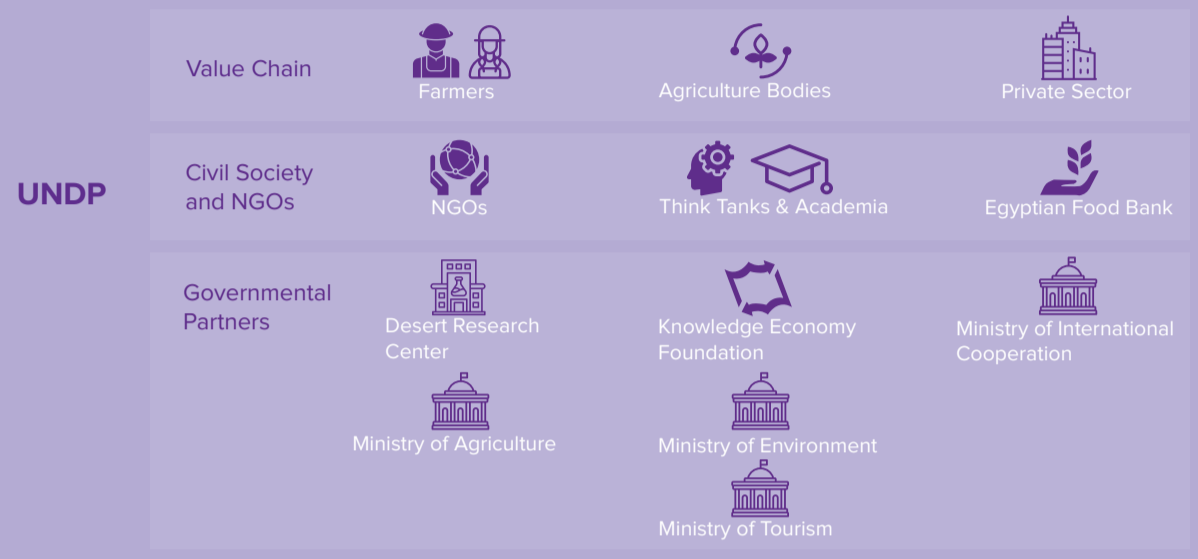 UNDP
Value Chain
Farmers
Agriculture Bodies
Private Sector
Civil Society
and NGOs
NGOs
Think Tanks & Academia
Egyptian Food Bank
Governmental
Partners
Desert Research
Center
Knowledge Economy
Foundation
Ministry of International
Cooperation
Ministry of Agriculture
Ministry of Environment
Ministry of Tourism